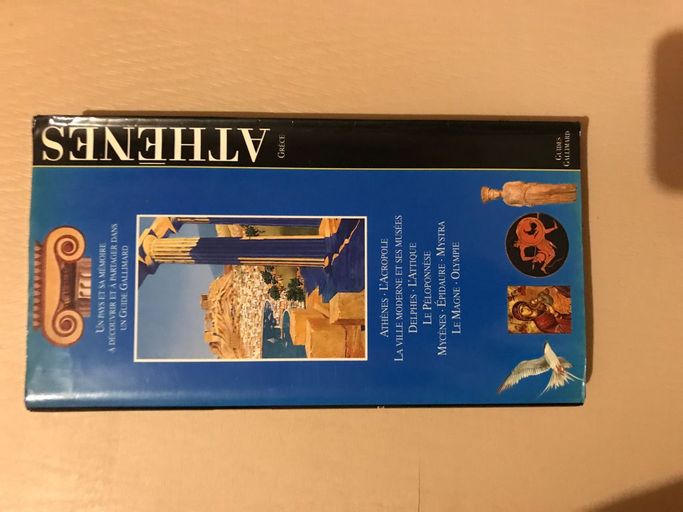 ATHÈNES
GRÈCE
GUIDES
GALLIMARD
UN PAYS ET SA MÉMOIRE
À DÉCOUVRIR ET À PARTAGER DANS
UN GUIDE GALLIMARD
ATHÈNES · L'ACROPOLE
LA VILLE MODERNE ET SES MUSÉES
DELPHES · L'ATTIQUE
LE PÉLOPONNÈSE
MYCÈNES · ÉPIDAURE · MYSTRA
LE MAGNE · OLYMPIE